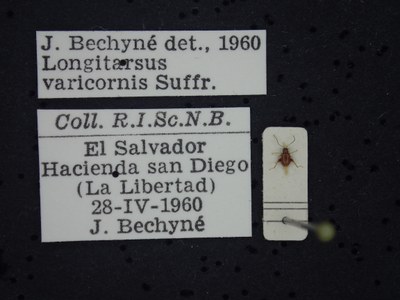 J. Bechyné det., 1960
Longitarsus
varicornis Suffr.
Coll. R.I.Sc.N.B.
El Salvador
Hacienda san Diego
(La Libertad)
28-IV-1960
J. Bechyné